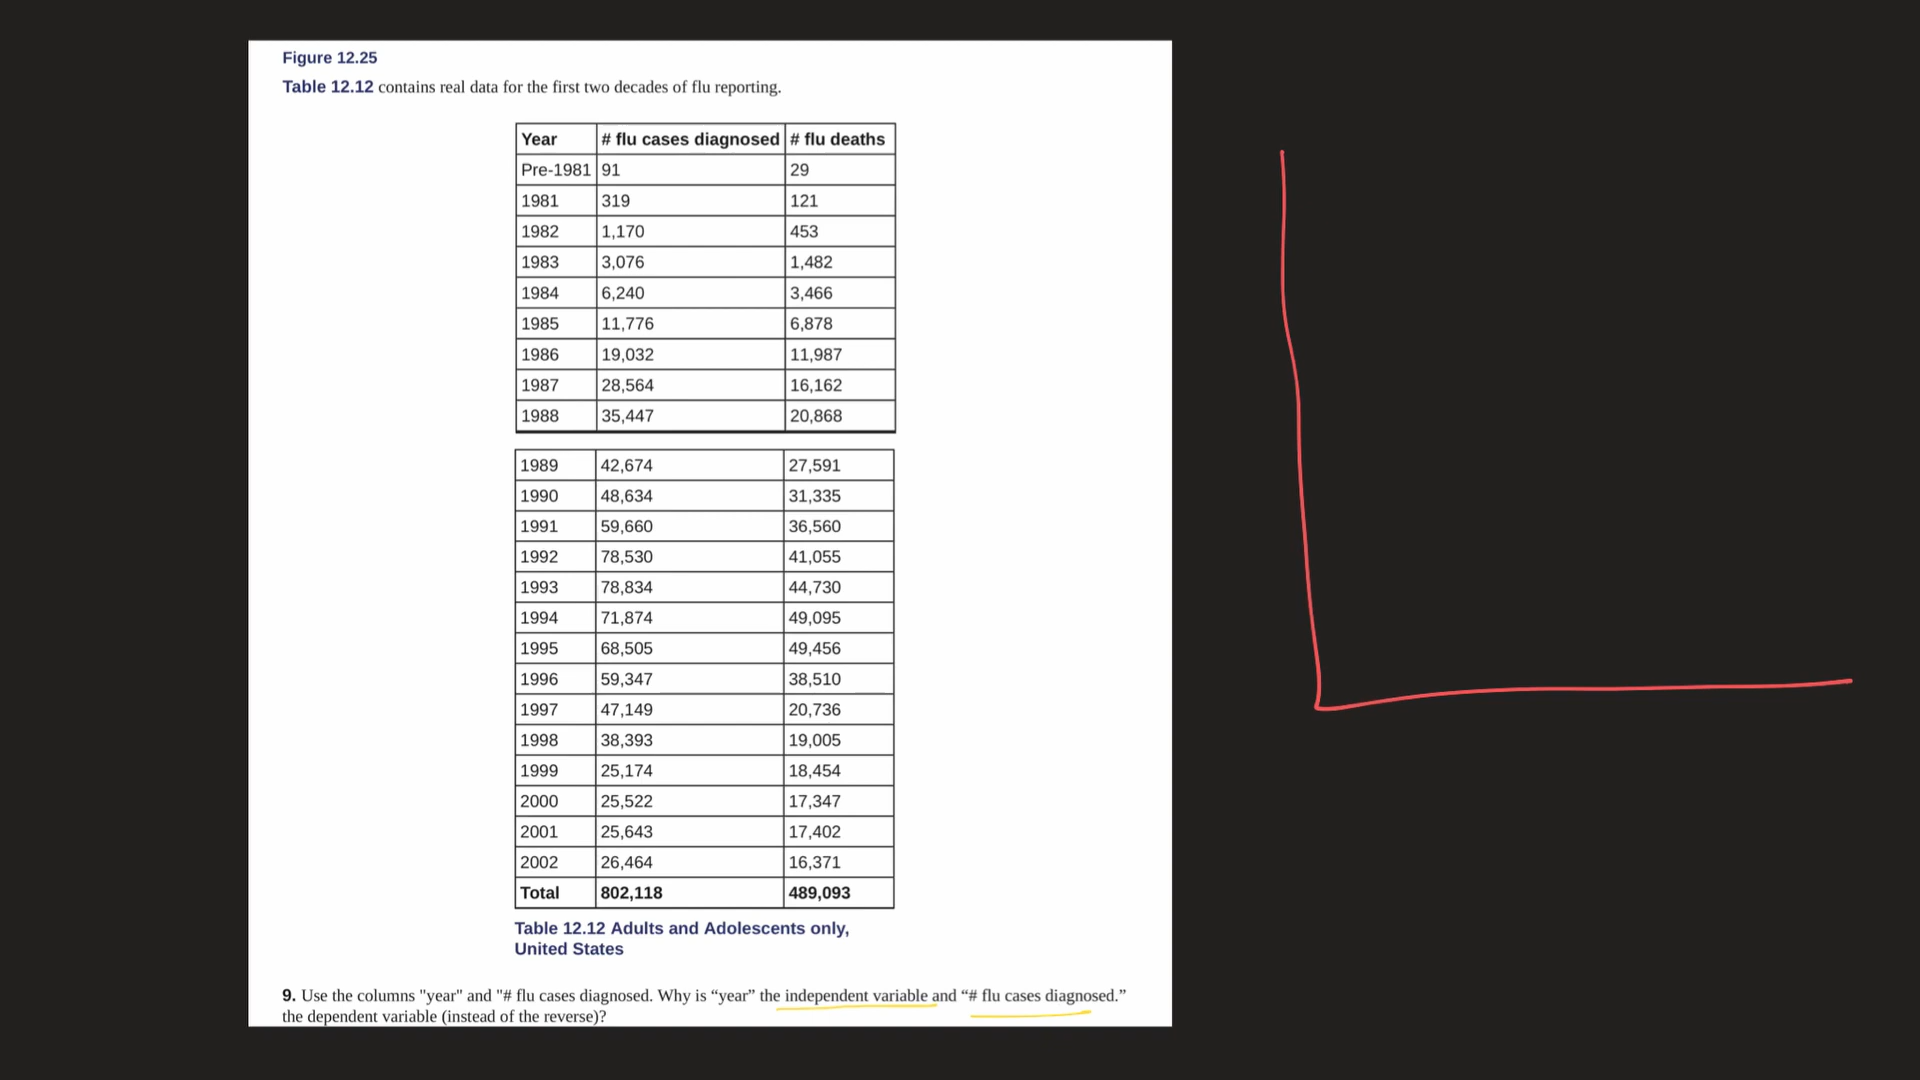 Figure 12.25
Table 12.12 contains real data for the first two decades of flu reporting.
Year # flu cases diagnosed # flu deaths
Pre-1981 91 29
1981 319 121
1982 1,170 453
1983 3,076 1,482
1984 6,240 3,466
1985 11,776 6,878
1986 19,032 11,987
1987 28,564 16,162
1988 35,447 20,868
1989 42,674 27,591
1990 48,634 31,335
1991 59,660 36,560
1992 78,530 41,055
1993 78,834 44,730
1994 71,874 49,095
1995 68,505 49,456
1996 59,347 38,510
1997 47,149 20,736
1998 38,393 19,005
1999 25,174 18,454
2000 25,522 17,347
2001 25,643 17,402
2002 26,464 16,371
Total 802,118 489,093
Table 12.12 Adults and Adolescents only,
United States
9. Use the columns "year" and "# flu cases diagnosed. Why is “year” the independent variable and “# flu cases diagnosed.”
the dependent variable (instead of the reverse)?